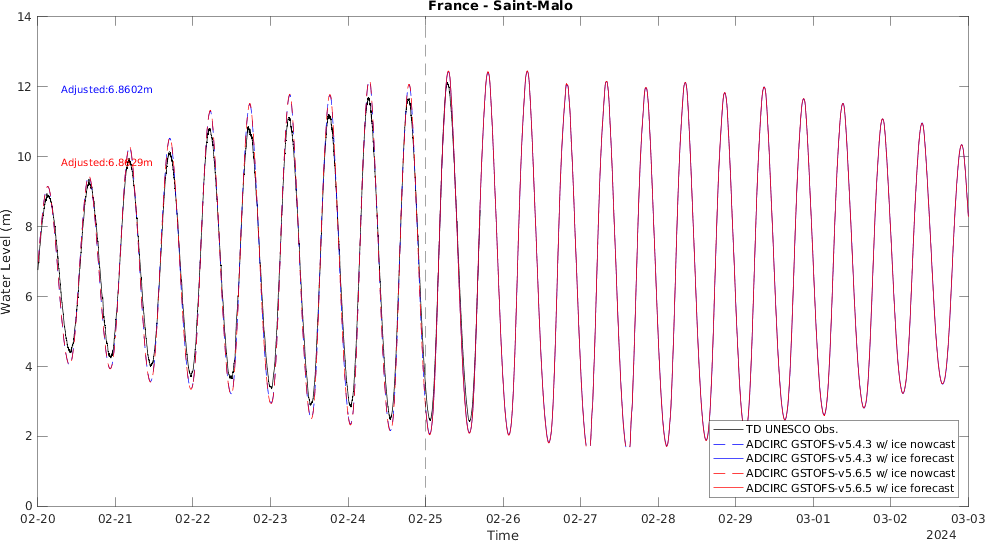 France - Saint-Malo
14
12
10
8
6
4
2
0
Water Level (m)
Adjusted:6.8602m
Adjusted:6.8629m
TD UNESCO Obs.
ADCIRC GSTOFS-v5.4.3 w/ ice nowcast
ADCIRC GSTOFS-v5.4.3 w/ ice forecast
ADCIRC GSTOFS-v5.6.5 w/ ice nowcast
ADCIRC GSTOFS-v5.6.5 w/ ice forecast
02-20 02-21 02-22 02-23 02-24 02-25 02-26 02-27 02-28 02-29 03-01 03-02 03-03
Time
2024